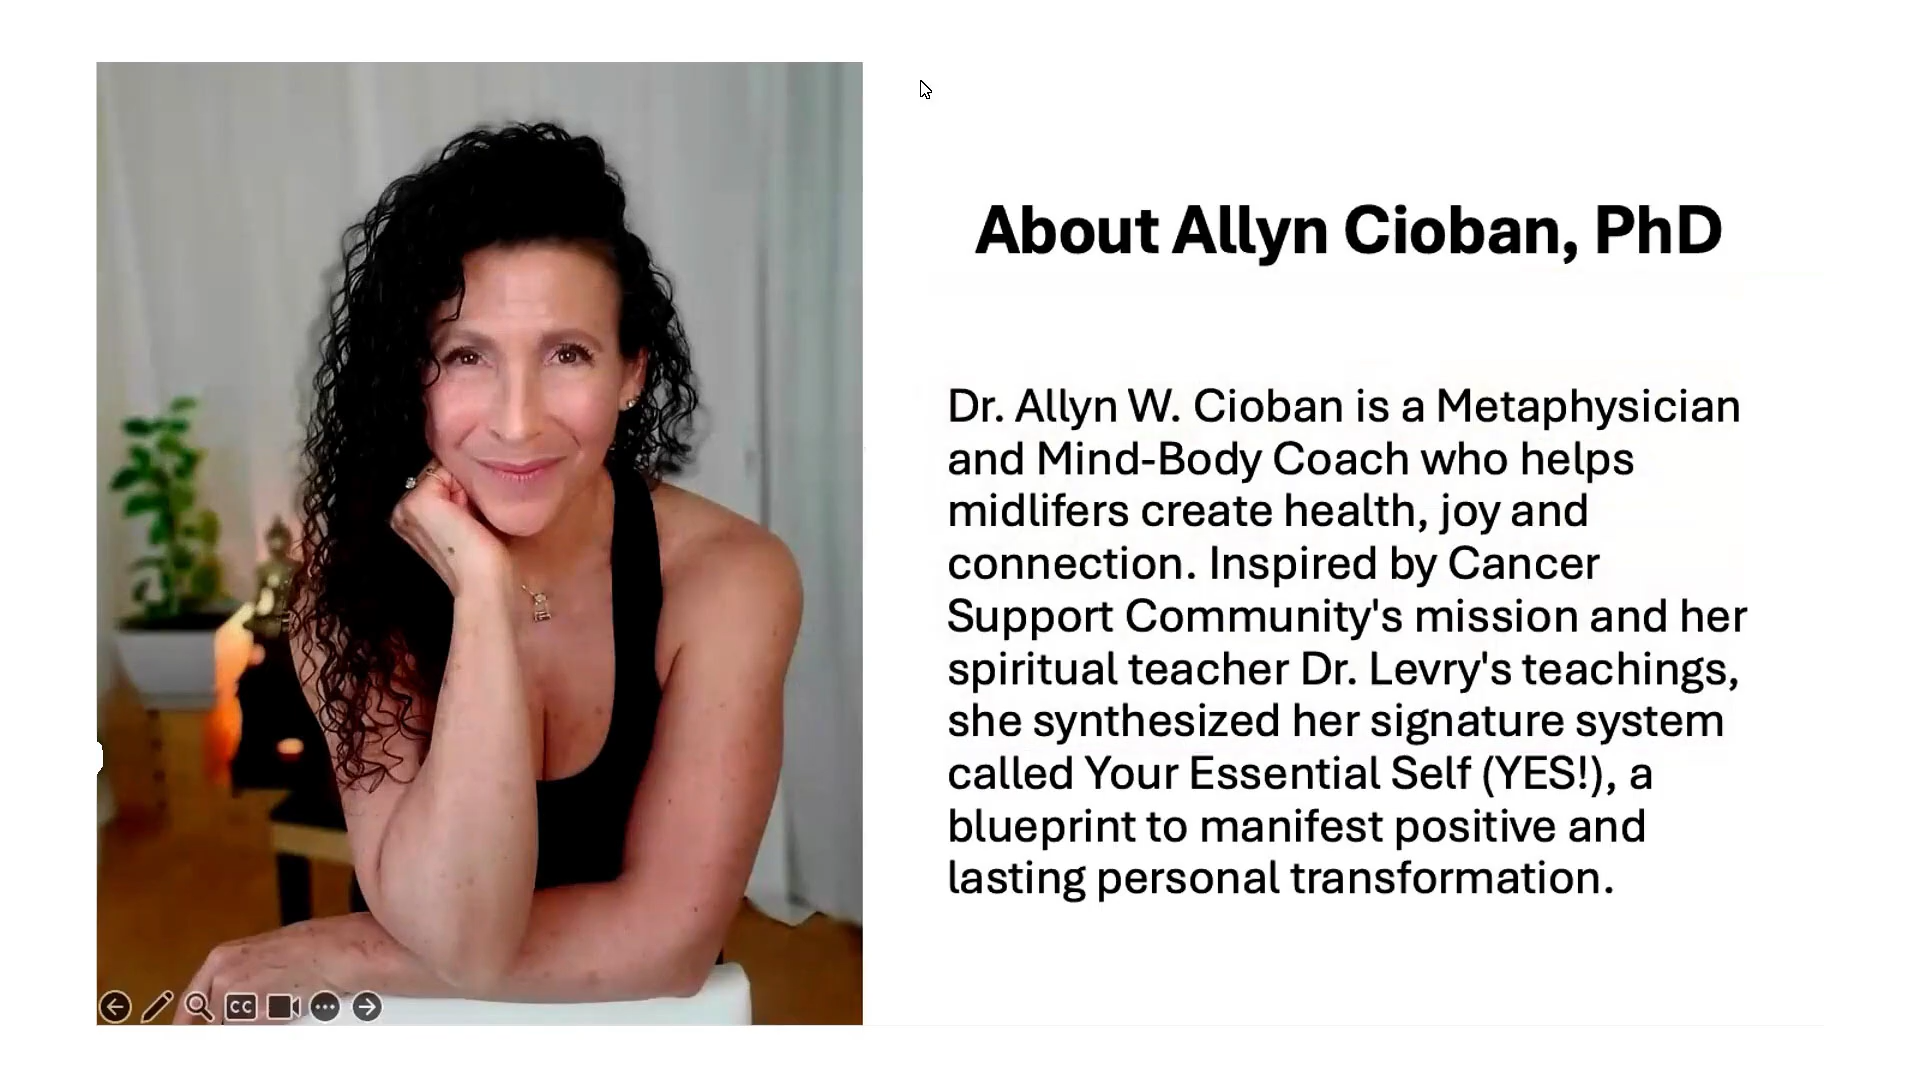 About Allyn Cioban, PhD
Dr. Allyn W. Cioban is a Metaphysician
and Mind-Body Coach who helps
midlifers create health, joy and
connection. Inspired by Cancer
Support Community's mission and her
spiritual teacher Dr. Levry's teachings,
she synthesized her signature system
called Your Essential Self (YES!), a
blueprint to manifest positive and
lasting personal transformation.
CC